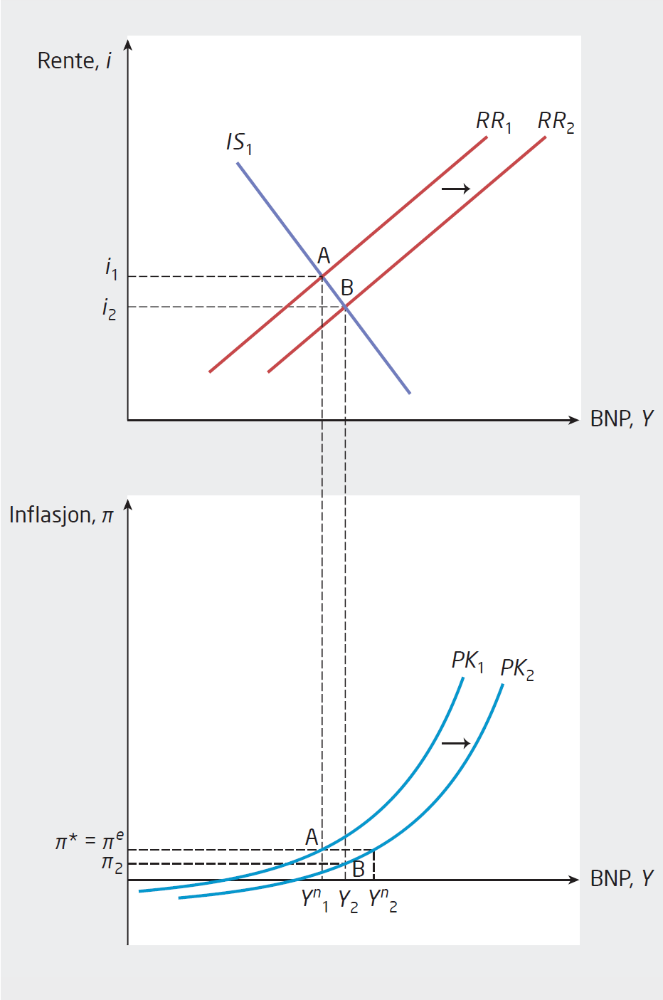 Rente, i
RR₁ RR₂
IS₁
A
i₁
B
i₂
BNP, Y
Inflasjon, π
PK₁ PK₂
A
π* = πᵉ
π₂
B
BNP, Y
Yⁿ₁ Y₂ Yⁿ₂